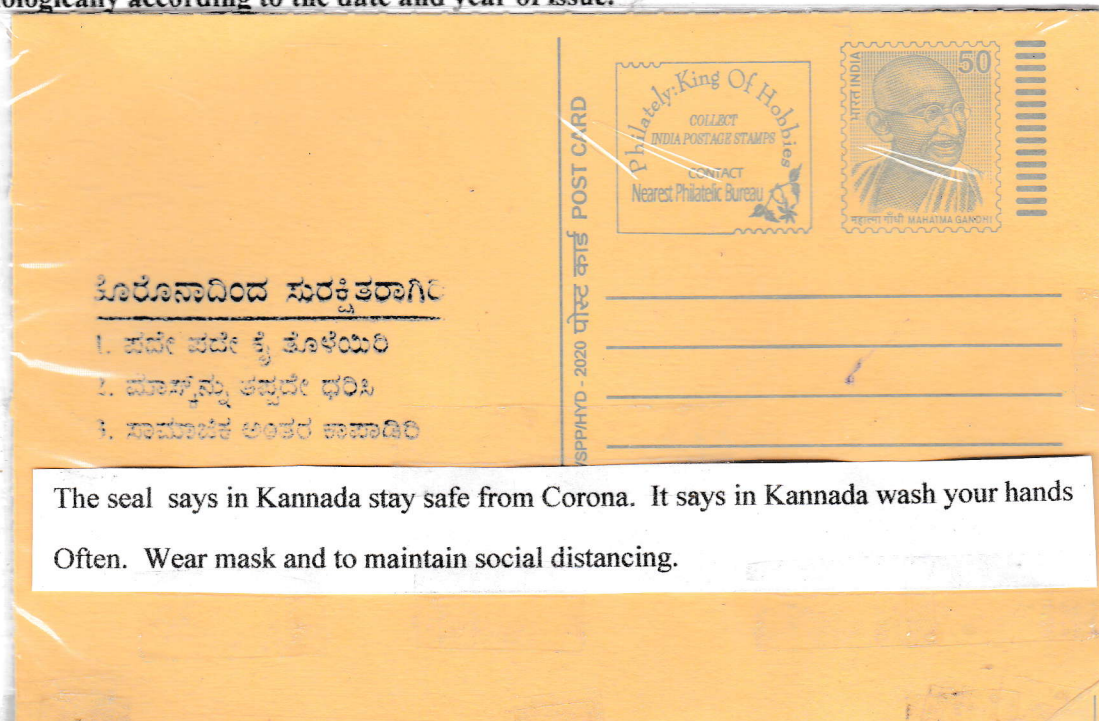 ologically according to the date and year of issue.
Philately: King Of Hobbies
COLLECT
INDIA POSTAGE STAMPS
CONTACT
Nearest Philatelic Bureau
50
भारत INDIA
महात्मा गाँधी MAHATMA GANDHI
/SPP/HYD - 2020 पोस्ट कार्ड POST CARD
ಕೊರೊನಾದಿಂದ ಸುರಕ್ಷಿತರಾಗಿರಿ
1. ಪದೇ ಪದೇ ಕೈ ತೊಳೆಯಿರಿ
2. ಮಾಸ್ಕ್‌ನ್ನು ತಪ್ಪದೇ ಧರಿಸಿ
3. ಸಾಮಾಜಿಕ ಅಂತರ ಕಾಪಾಡಿರಿ
The seal says in Kannada stay safe from Corona. It says in Kannada wash your hands
Often. Wear mask and to maintain social distancing.